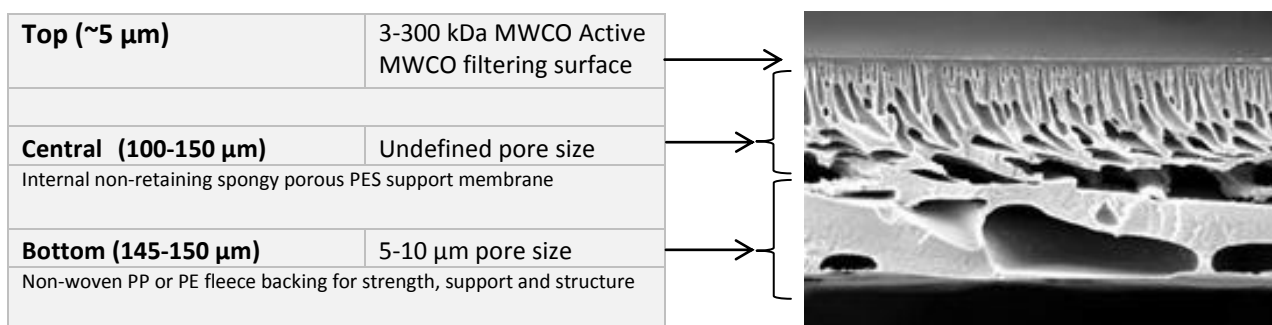 Top (~5 µm)
3-300 kDa MWCO Active
MWCO filtering surface
Central (100-150 µm)
Undefined pore size
Internal non-retaining spongy porous PES support membrane
Bottom (145-150 µm)
5-10 µm pore size
Non-woven PP or PE fleece backing for strength, support and structure